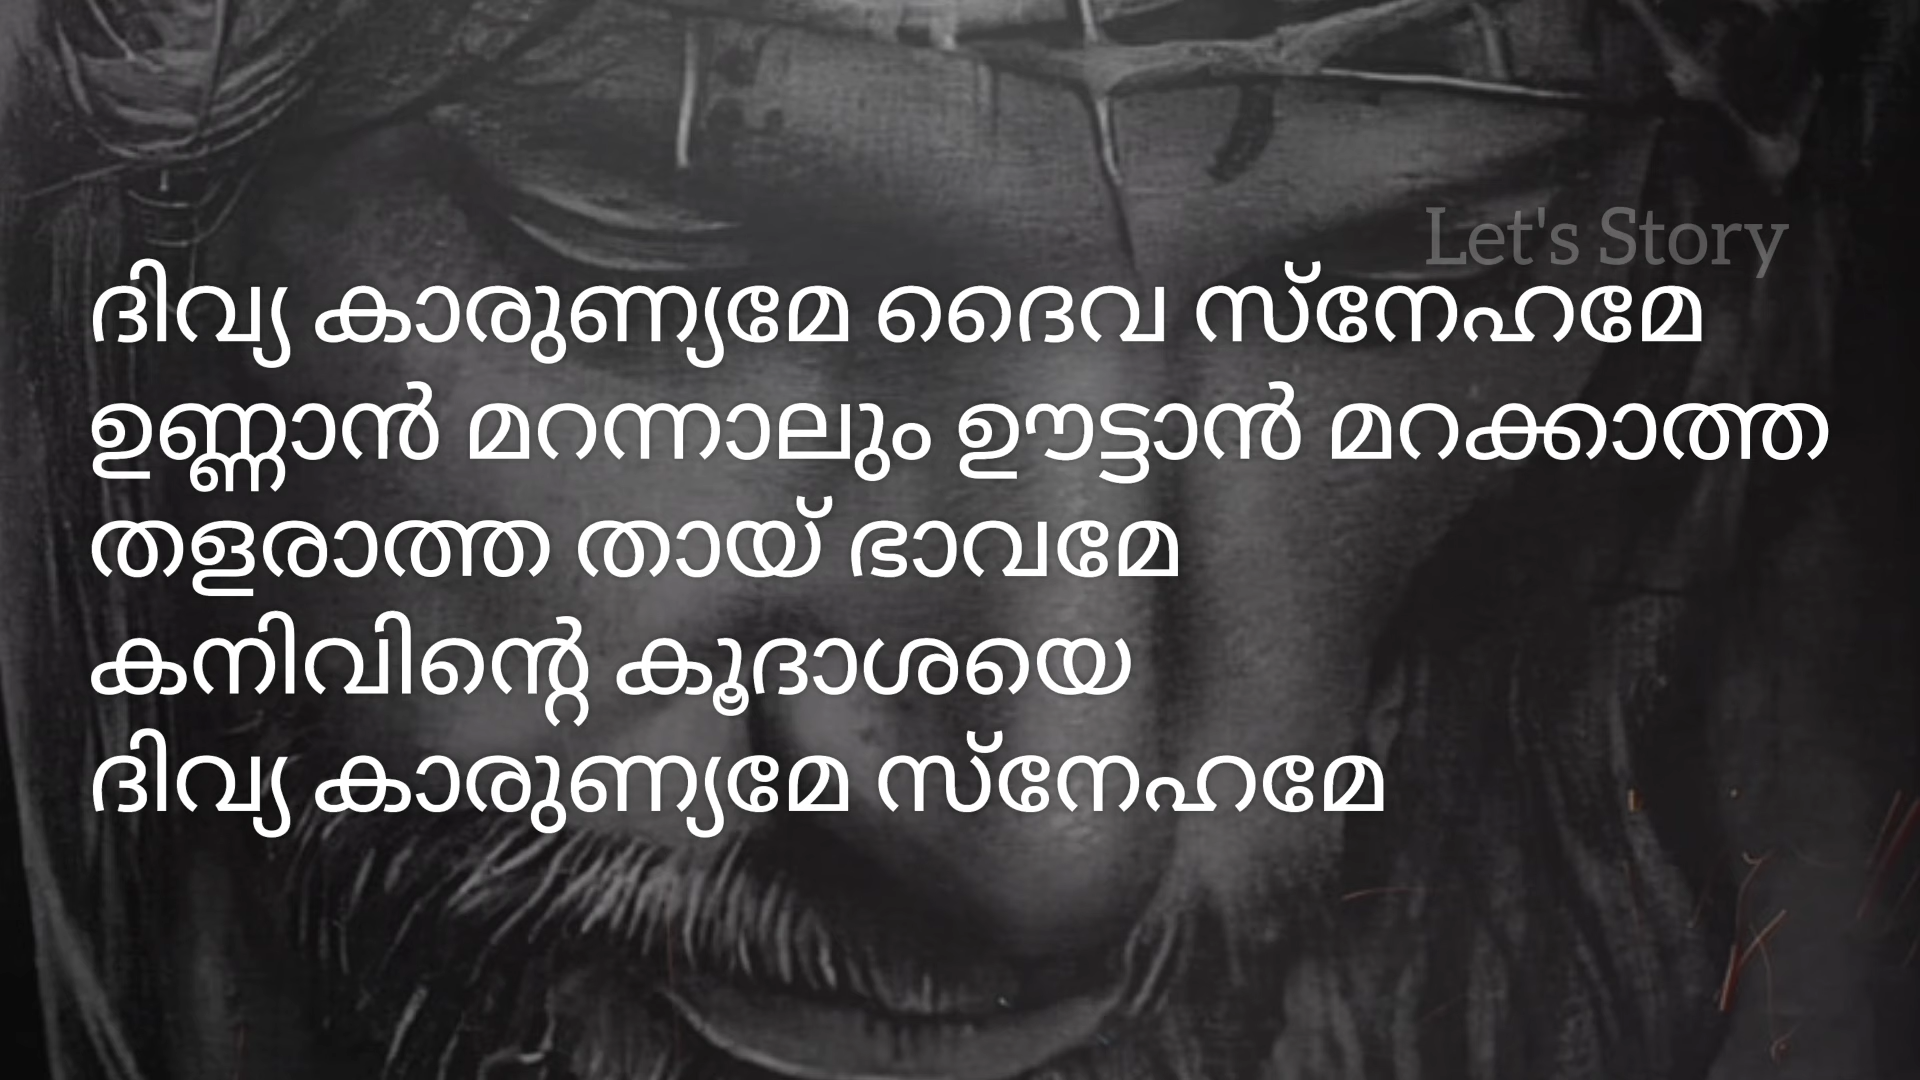 Let's Story
ദിവ്യ കാരുണ്യമേ ദൈവ സ്നേഹമേ
ഉണ്ണാൻ മറന്നാലും ഊട്ടാൻ മറക്കാത്ത
തളരാത്ത തായ് ഭാവമേ
കനിവിന്റെ കൂദാശയെ
ദിവ്യ കാരുണ്യമേ സ്നേഹമേ